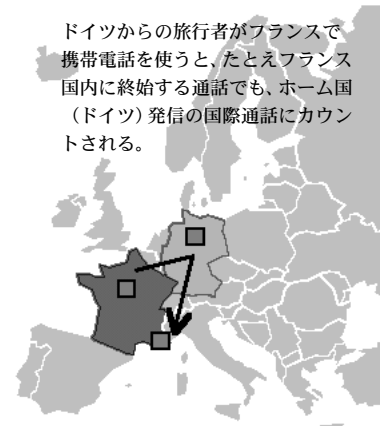 ドイツからの旅行者がフランスで
携帯電話を使うと、たとえフランス
国内に終始する通話でも、ホーム国
（ドイツ）発信の国際通話にカウン
トされる。